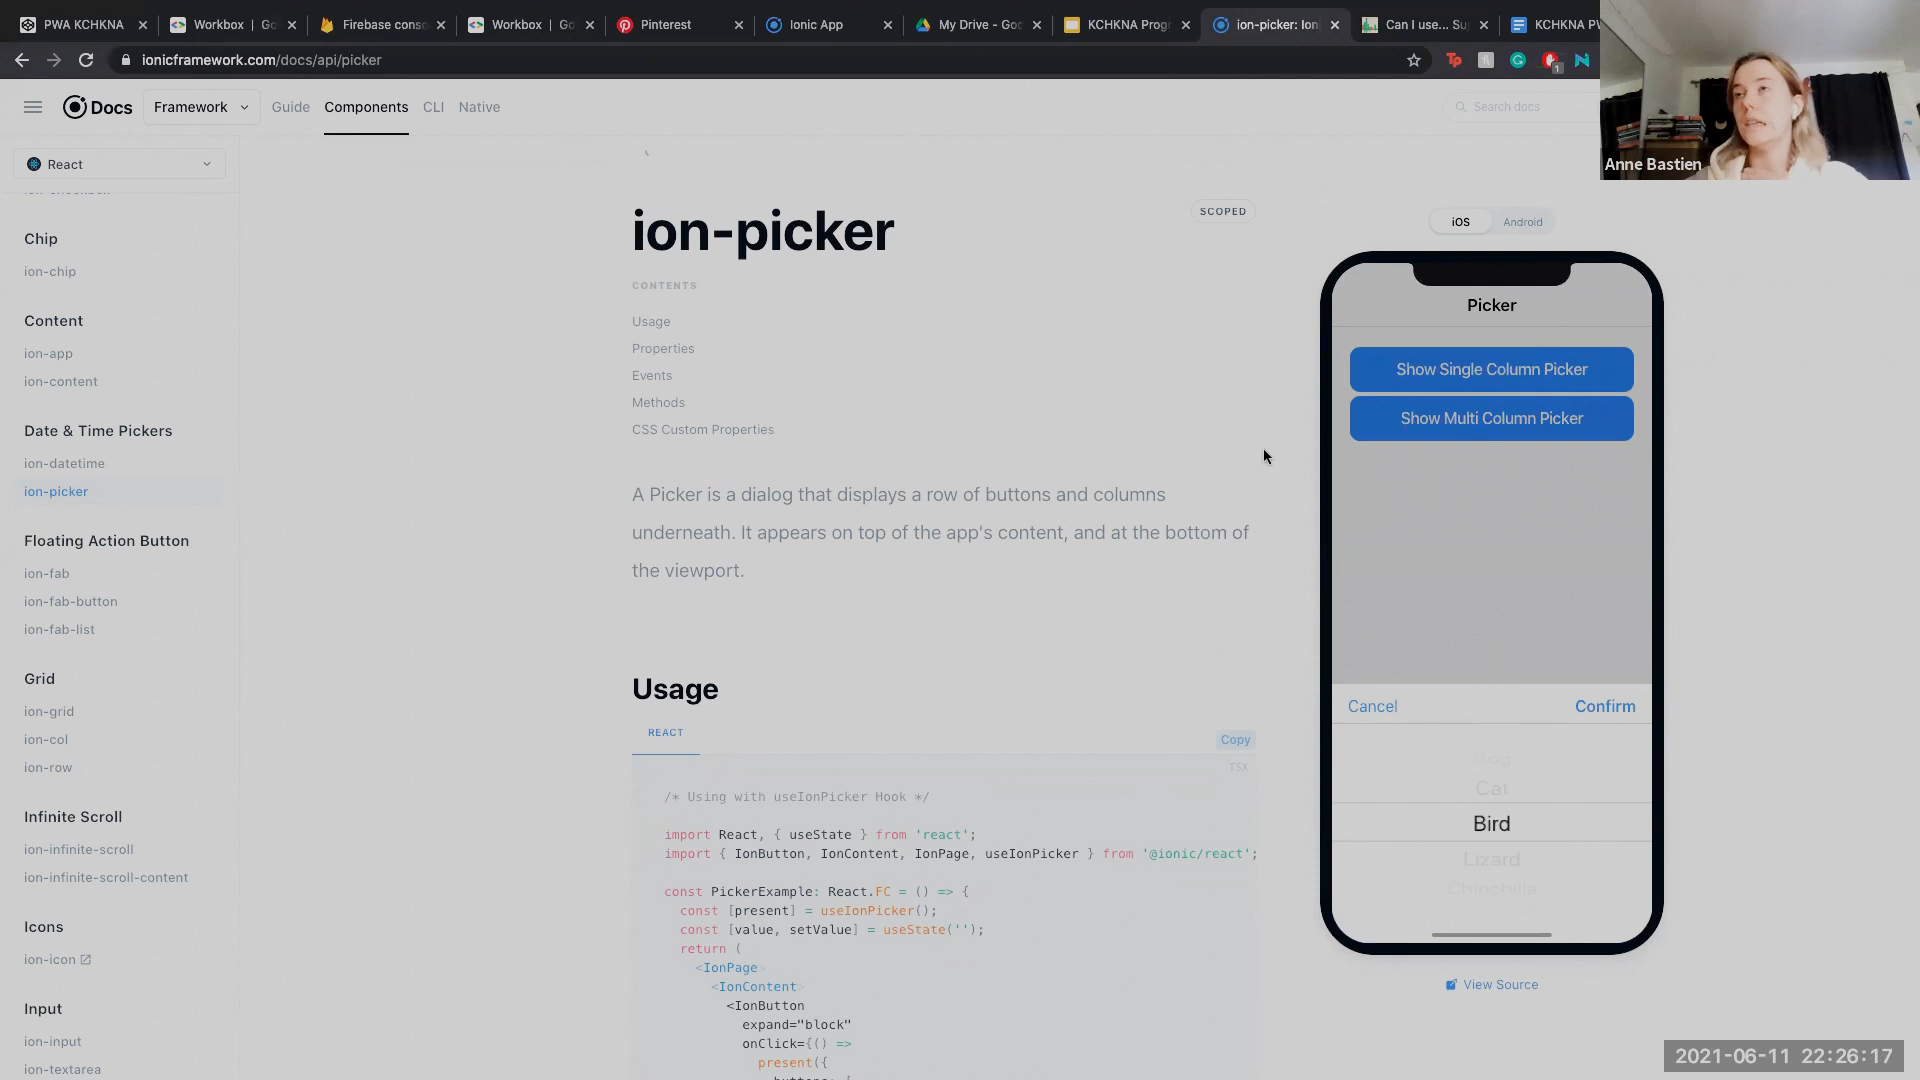 PWA KCHKNA
Workbox | Go
Firebase conso
Workbox | Go
Pinterest
Ionic App
My Drive - Goo
KCHKNA Prog
ion-picker: Ion
Can I use... Su
KCHKNA PW
ionicframework.com/docs/api/picker
1
Docs
Framework
Guide
Components
CLI
Native
Search docs
React
Anne Bastien
Chip
ion-chip
Content
ion-app
ion-content
Date & Time Pickers
ion-datetime
ion-picker
Floating Action Button
ion-fab
ion-fab-button
ion-fab-list
Grid
ion-grid
ion-col
ion-row
Infinite Scroll
ion-infinite-scroll
ion-infinite-scroll-content
Icons
ion-icon
Input
ion-input
ion-textarea
ion-picker
SCOPED
CONTENTS
Usage
Properties
Events
Methods
CSS Custom Properties
A Picker is a dialog that displays a row of buttons and columns
underneath. It appears on top of the app's content, and at the bottom of
the viewport.
Usage
REACT
Copy
TSX
/* Using with useIonPicker Hook */
import React, { useState } from 'react';
import { IonButton, IonContent, IonPage, useIonPicker } from '@ionic/react';
const PickerExample: React.FC = () => {
const [present] = useIonPicker();
const [value, setValue] = useState('');
return (
<IonPage>
<IonContent>
<IonButton
expand="block"
onClick={() =>
present({
iOS
Android
Picker
Show Single Column Picker
Show Multi Column Picker
Cancel
Confirm
Dog
Cat
Bird
Lizard
Chinchilla
View Source
2021-06-11 22:26:17